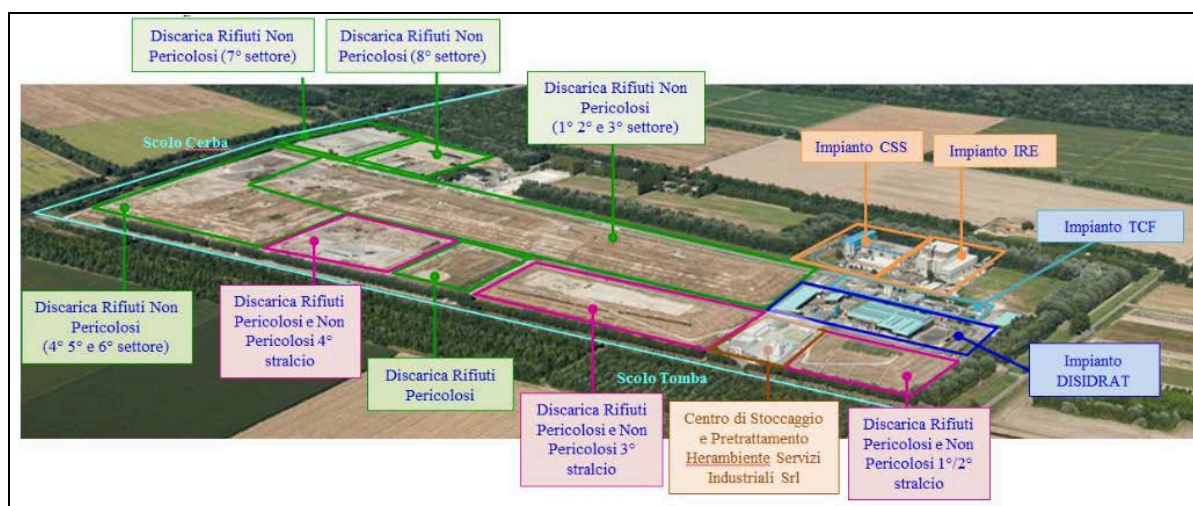 Discarica Rifiuti Non
Pericolosi (7° settore)
Discarica Rifiuti Non
Pericolosi (8° settore)
Discarica Rifiuti Non
Pericolosi
(1° 2° e 3° settore)
Scolo Cerba
Impianto CSS
Impianto IRE
Impianto TCF
Discarica Rifiuti Non
Pericolosi
(4° 5° e 6° settore)
Discarica Rifiuti
Pericolosi e Non
Pericolosi 4°
stralcio
Discarica Rifiuti
Pericolosi
Scolo Tomba
Discarica Rifiuti
Pericolosi e Non
Pericolosi 3°
stralcio
Centro di Stoccaggio
e Pretrattamento
Herambiente Servizi
Industriali Srl
Discarica Rifiuti
Pericolosi e Non
Pericolosi 1°/2°
stralcio
Impianto
DISIDRAT